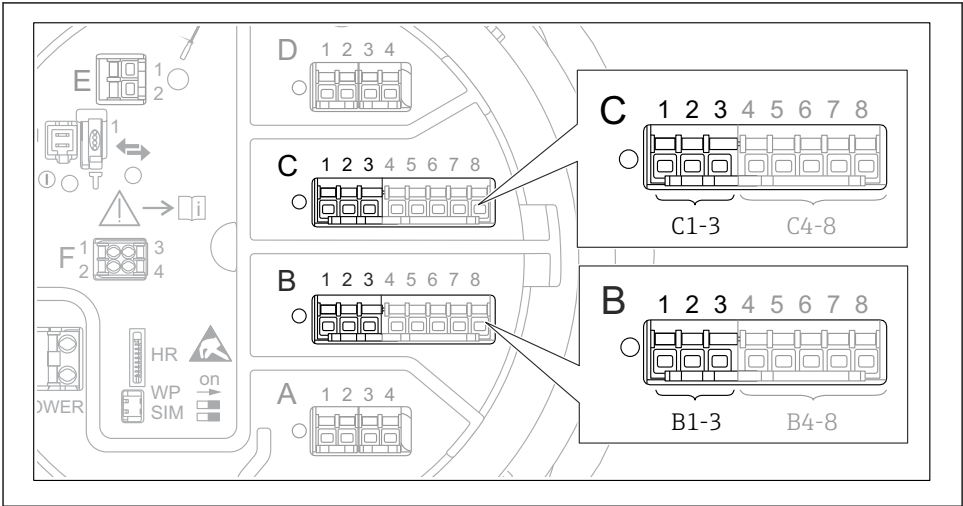 D 1 2 3 4
E 1
2
1
C 1 2 3 4 5 6 7 8
F 1 3
2 4
i
B 1 2 3 4 5 6 7 8
HR
WP on
SIM
OWER
A 1 2 3 4
C 1 2 3 4 5 6 7 8
C1-3 C4-8
B 1 2 3 4 5 6 7 8
B1-3 B4-8